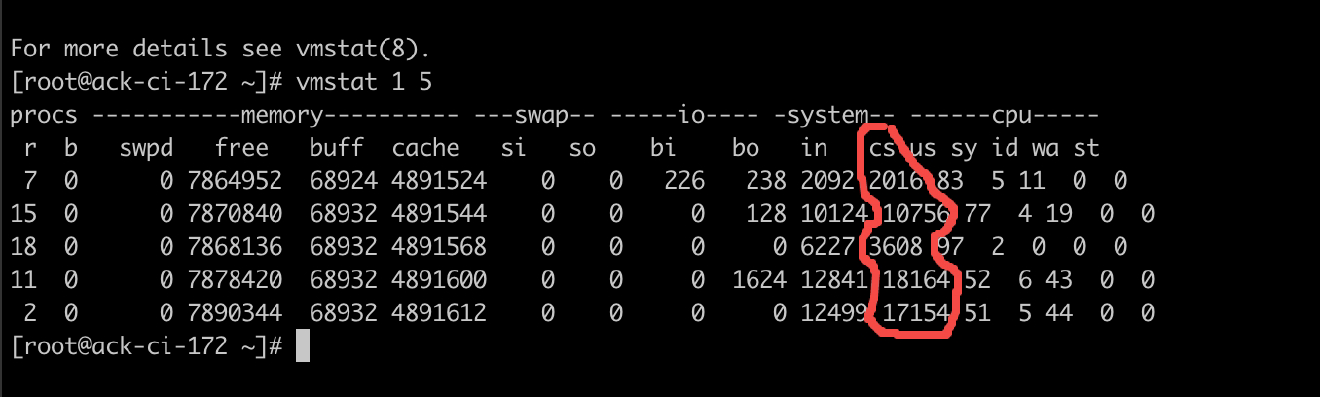 For more details see vmstat(8).
[root@ack-ci-172 ~]# vmstat 1 5
procs -----------memory---------- ---swap-- -----io---- -system-- ------cpu-----
 r  b   swpd   free   buff  cache   si   so    bi    bo   in   cs us sy id wa st
 7  0      0 7864952  68924 4891524    0    0   226   238 2092 2016 83  5 11  0  0
15  0      0 7870840  68932 4891544    0    0     0   128 10124 10756 77  4 19  0  0
18  0      0 7868136  68932 4891568    0    0     0     0 6227 3608 97  2  0  0  0
11  0      0 7878420  68932 4891600    0    0     0  1624 12841 18164 52  6 43  0  0
 2  0      0 7890344  68932 4891612    0    0     0     0 12499 17154 51  5 44  0  0
[root@ack-ci-172 ~]#